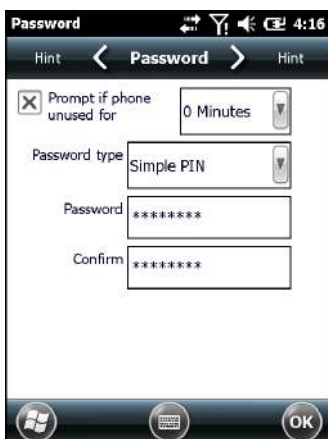 Password 4:16
Hint Password Hint
Prompt if phone
unused for
0 Minutes
Password type
Simple PIN
Password ********
Confirm ********
OK